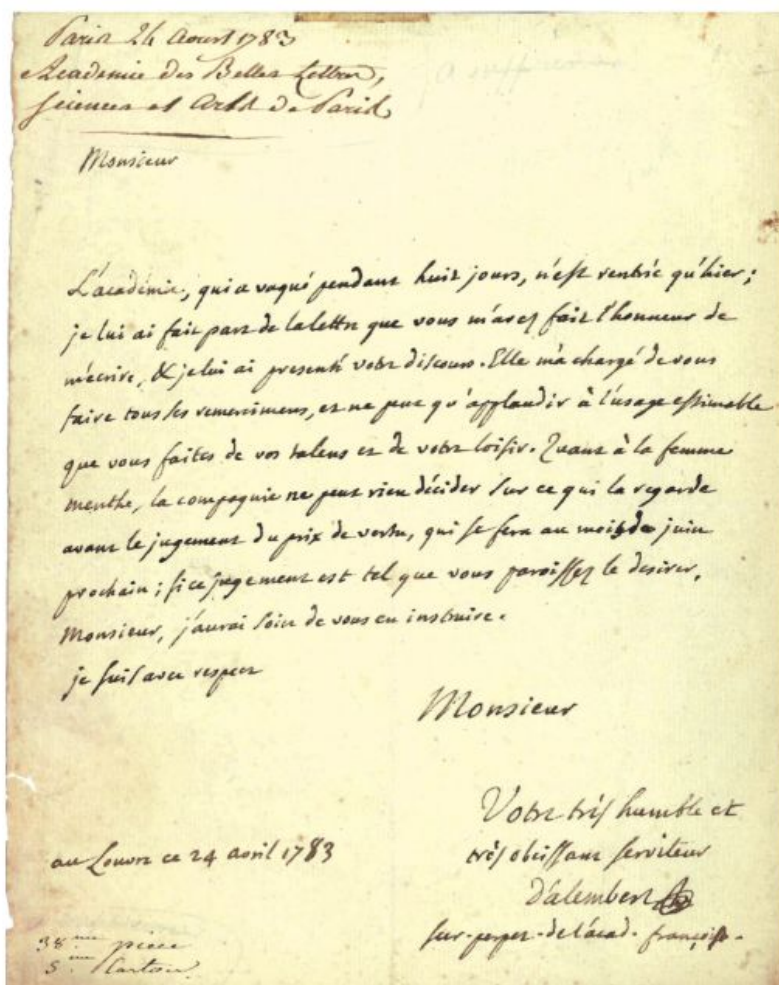 Paris 24 Aoust 1783
Academie des Belles Lettres,
Sciences et Arts de Paris
Monsieur
L'académie, qui a vaqué pendant huit jours, n'est rentrée qu'hier;
je lui ai fait part de la lettre que vous m'avez fait l'honneur de
m'écrire, & je lui ai presenté votre discours. Elle m'a chargé de vous
faire tous ses remercimens, et ne peut qu'applaudir à l'usage estimable
que vous faites de vos talens et de votre loisir. Quant à la femme
menthe, la compagnie ne peut rien décider sur ce qui la regarde
avant le jugement du prix de vertu, qui se fera au mois de juin
prochain; si ce jugement est tel que vous paroissez le desirer,
Monsieur, j'aurai soin de vous en instruire.
je suis avec respect
Monsieur
Votre très humble et
très obeissant serviteur
D'alembert
au Louvre ce 24 avril 1783
secr. perpet. de l'acad. françoise.
38me piece
5me Carton